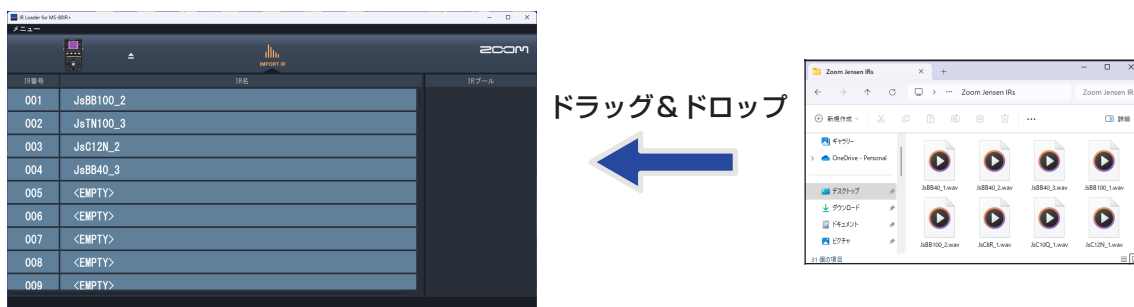 IR Loader for MS-80IR+
メニュー
ZOOM
IMPORT IR
IR番号 IR名 IRプール
001 JsBB100_2
002 JsTN100_3
003 JsC12N_2
004 JsBB40_3
005 <EMPTY>
006 <EMPTY>
007 <EMPTY>
008 <EMPTY>
009 <EMPTY>
ドラッグ&ドロップ
Zoom Jensen IRs
Zoom Jensen IRs Zoom Jensen IR
新規作成 詳細
ギャラリー
OneDrive - Personal
デスクトップ
ダウンロード
ドキュメント
ピクチャ
JsBB40_1.wav JsBB40_2.wav JsBB40_3.wav JsBB100_1.wav
JsBB100_2.wav JsC6R_1.wav JsC10Q_1.wav JsC12N_1.wav
31 個の項目